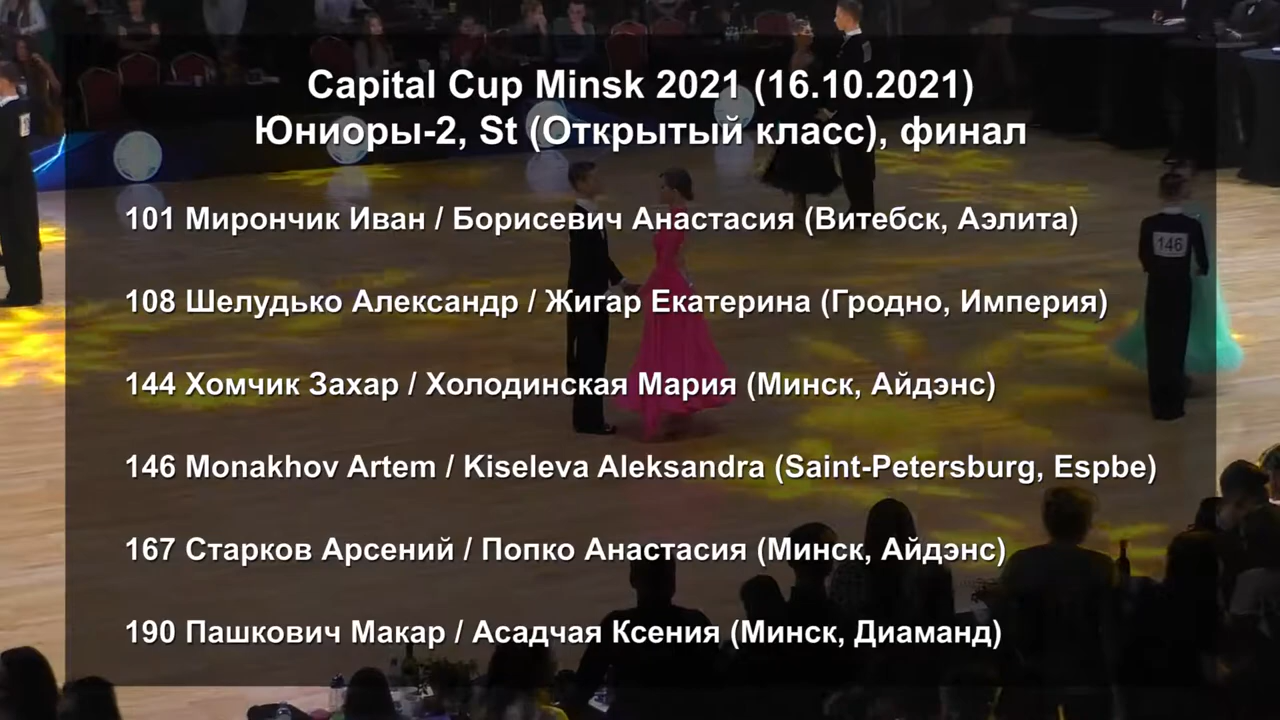 Capital Cup Minsk 2021 (16.10.2021)
Юниоры-2, St (Открытый класс), финал
101 Мирончик Иван / Борисевич Анастасия (Витебск, Аэлита)
108 Шелудько Александр / Жигар Екатерина (Гродно, Империя)
144 Хомчик Захар / Холодинская Мария (Минск, Айдэнс)
146 Monakhov Artem / Kiseleva Aleksandra (Saint-Petersburg, Espbe)
167 Старков Арсений / Попко Анастасия (Минск, Айдэнс)
190 Пашкович Макар / Асадчая Ксения (Минск, Диаманд)
146